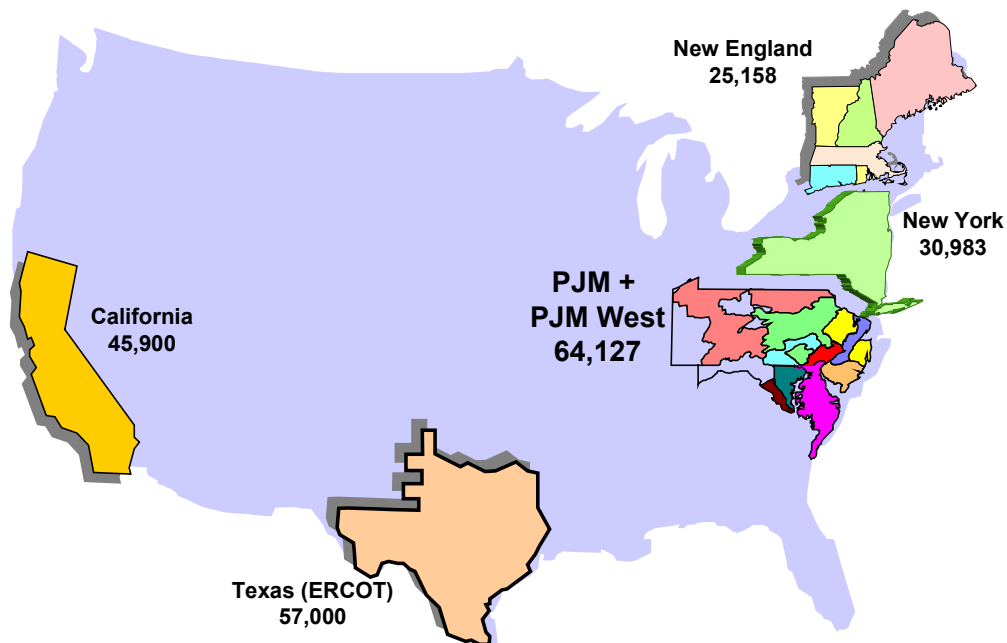 New England
25,158
New York
30,983
PJM +
PJM West
64,127
California
45,900
Texas (ERCOT)
57,000